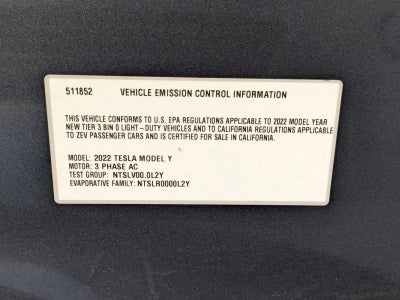 511852 VEHICLE EMISSION CONTROL INFORMATION
THIS VEHICLE CONFORMS TO U.S. EPA REGULATIONS APPLICABLE TO 2022 MODEL YEAR
NEW TIER 3 BIN 0 LIGHT-DUTY VEHICLES AND TO CALIFORNIA REGULATIONS APPLICABLE
TO ZEV PASSENGER CARS AND IS CERTIFIED FOR SALE IN CALIFORNIA.
MODEL: 2022 TESLA MODEL Y
MOTOR: 3 PHASE AC
TEST GROUP: NTSLV00.0L2Y
EVAPORATIVE FAMILY: NTSLR0000L2Y